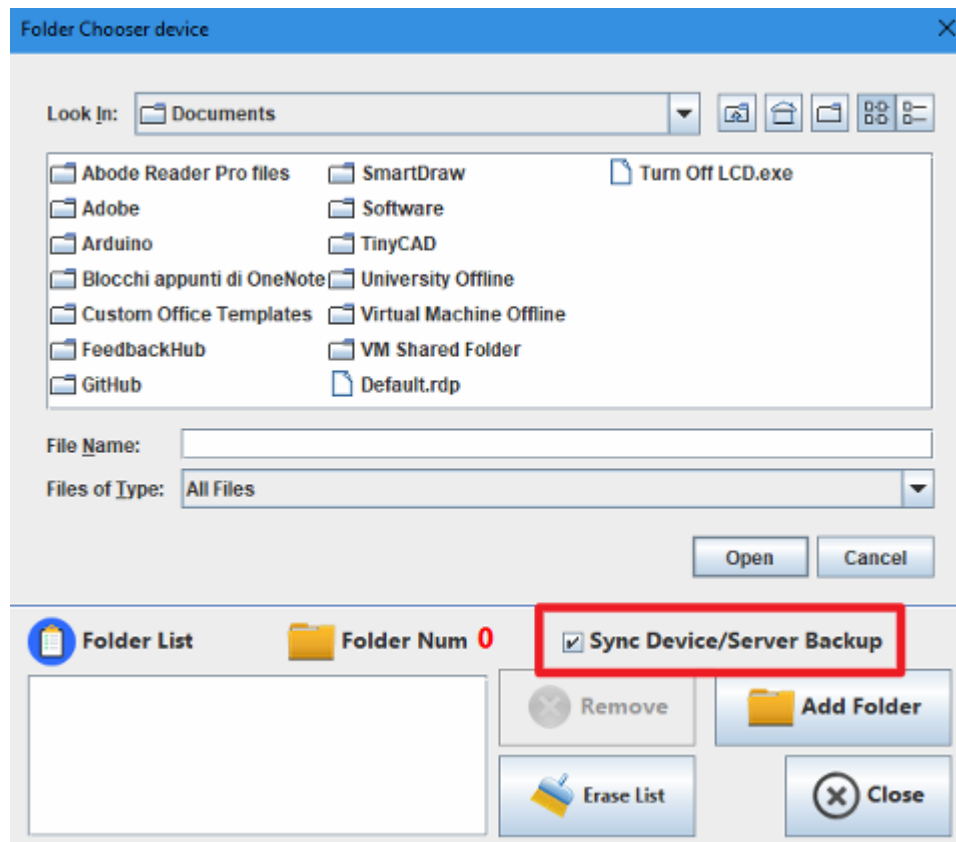 Folder Chooser device
Look In: Documents
Abode Reader Pro files
Adobe
Arduino
Blocchi appunti di OneNote
Custom Office Templates
FeedbackHub
GitHub
SmartDraw
Software
TinyCAD
University Offline
Virtual Machine Offline
VM Shared Folder
Default.rdp
Turn Off LCD.exe
File Name:
Files of Type: All Files
Open Cancel
Folder List Folder Num 0 Sync Device/Server Backup
Remove Add Folder
Erase List Close